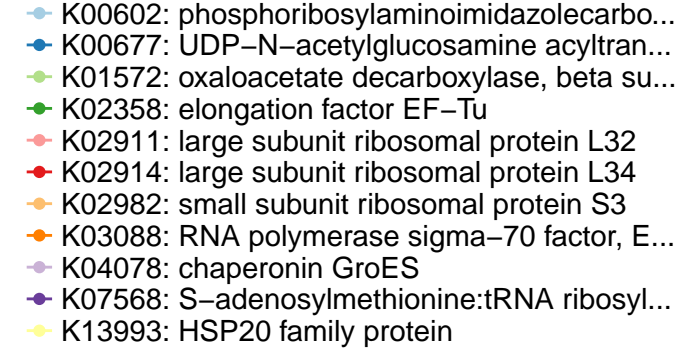 K00602: phosphoribosylaminoimidazolecarbo...
K00677: UDP−N−acetylglucosamine acyltran...
K01572: oxaloacetate decarboxylase, beta su...
K02358: elongation factor EF−Tu
K02911: large subunit ribosomal protein L32
K02914: large subunit ribosomal protein L34
K02982: small subunit ribosomal protein S3
K03088: RNA polymerase sigma−70 factor, E...
K04078: chaperonin GroES
K07568: S−adenosylmethionine:tRNA ribosyl...
K13993: HSP20 family protein